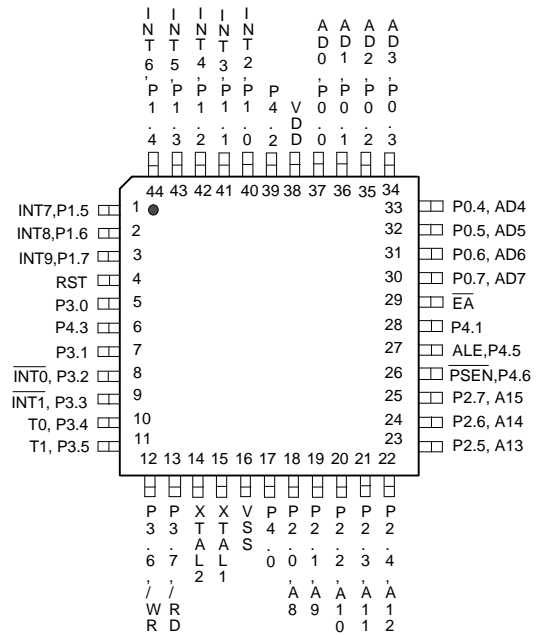 INT6,P1.4
INT5,P1.3
INT4,P1.2
INT3,P1.1
INT2,P1.0
P4.2
VDD
AD0,P0.0
AD1,P0.1
AD2,P0.2
AD3,P0.3
44 43 42 41 40 39 38 37 36 35 34
INT7,P1.5 1
INT8,P1.6 2
INT9,P1.7 3
RST 4
P3.0 5
P4.3 6
P3.1 7
INT0, P3.2 8
INT1, P3.3 9
T0, P3.4 10
T1, P3.5 11
33 P0.4, AD4
32 P0.5, AD5
31 P0.6, AD6
30 P0.7, AD7
29 EA
28 P4.1
27 ALE,P4.5
26 PSEN,P4.6
25 P2.7, A15
24 P2.6, A14
23 P2.5, A13
12 13 14 15 16 17 18 19 20 21 22
P3.6,/WR
P3.7,/RD
XTAL2
XTAL1
VSS
P4.0
P2.0,A8
P2.1,A9
P2.2,A10
P2.3,A11
P2.4,A12